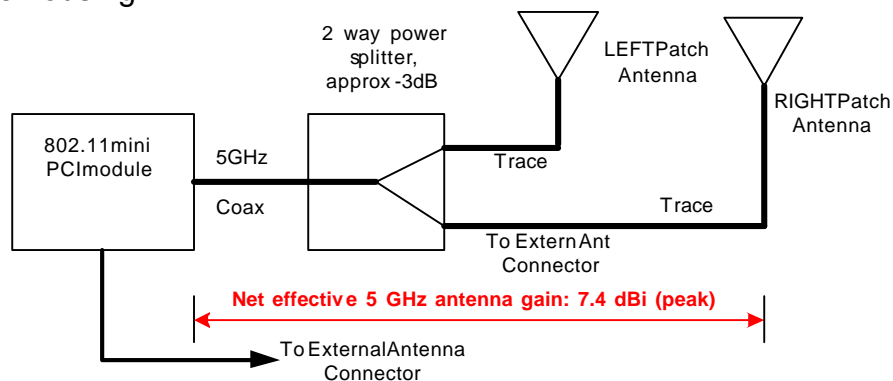 2 way power
splitter,
approx -3dB
LEFTPatch
Antenna
RIGHTPatch
Antenna
802.11mini
PCImodule
5GHz
Coax
Trace
Trace
To ExternAnt
Connector
Net effective 5 GHz antenna gain: 7.4 dBi (peak)
To ExternalAntenna
Connector